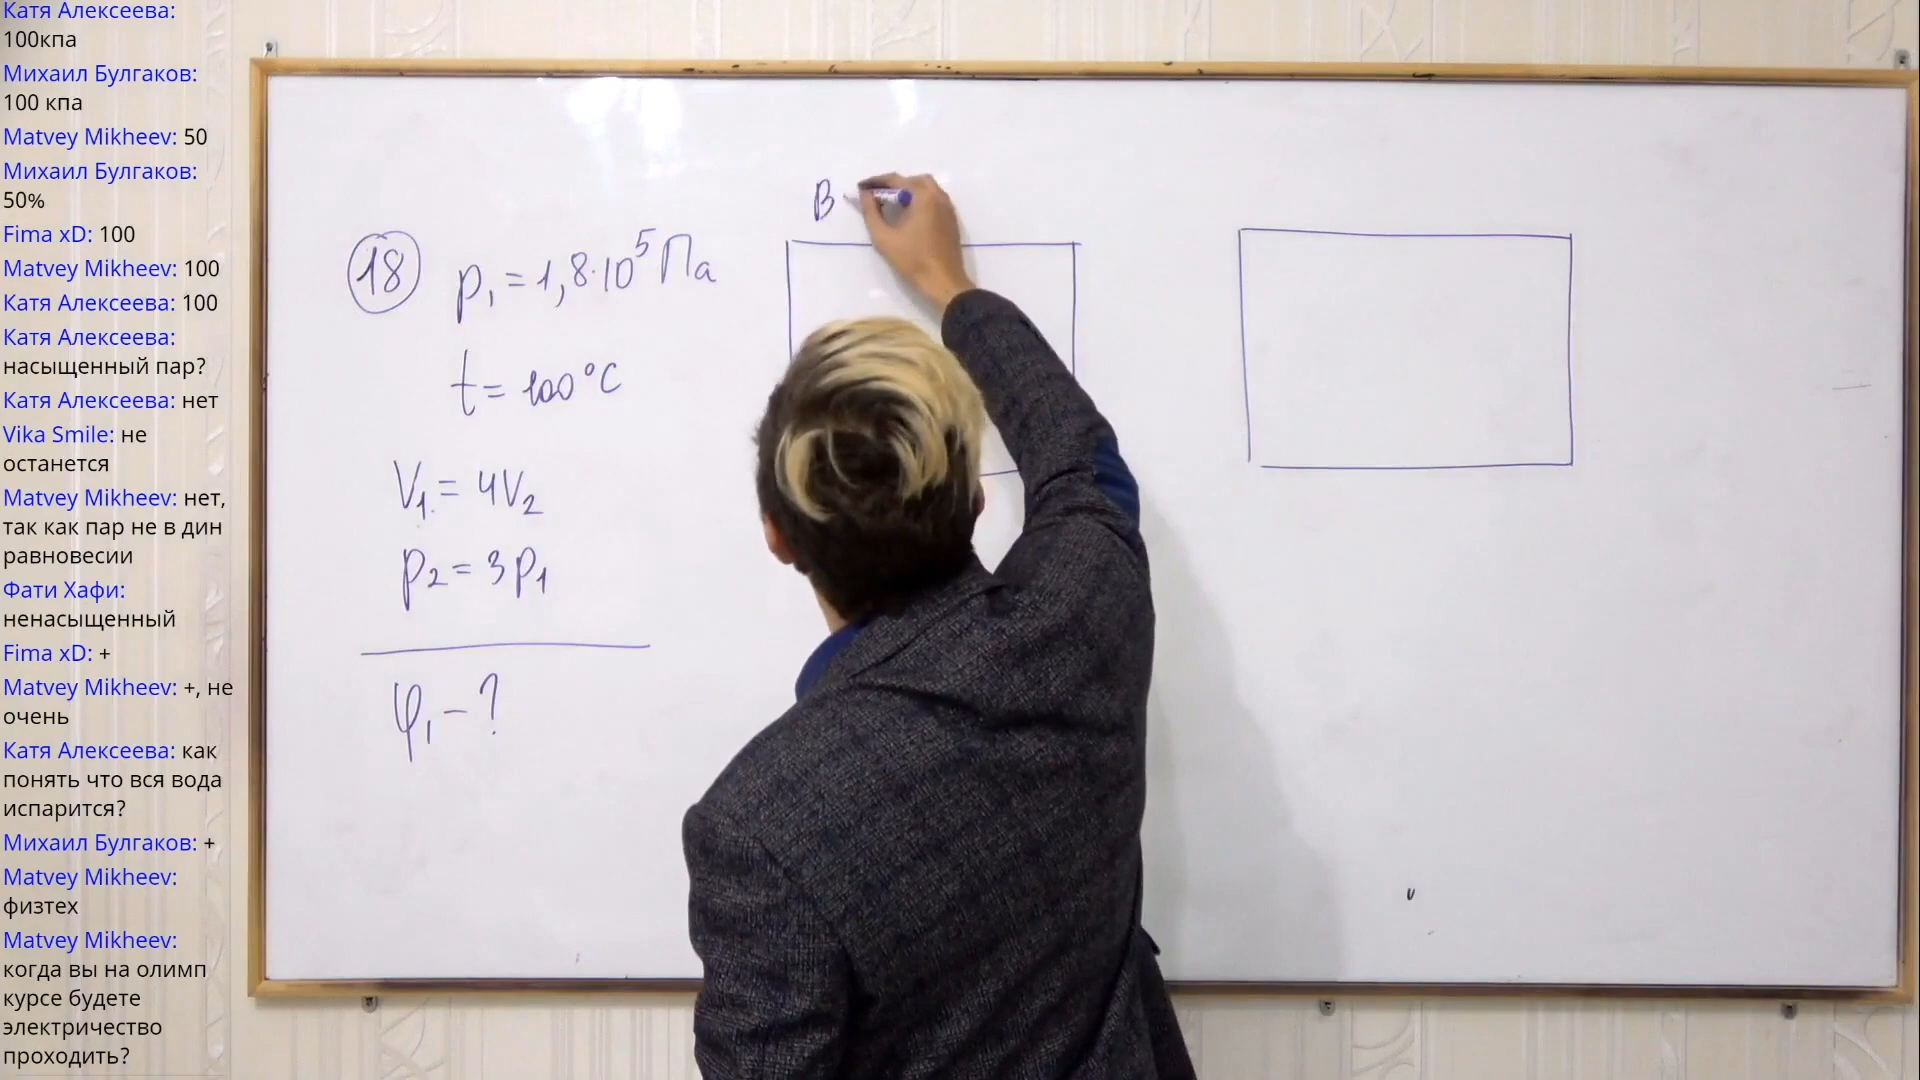 Катя Алексеева:
100кпа
Михаил Булгаков:
100 кпа
Matvey Mikheev: 50
Михаил Булгаков:
50%
Fima xD: 100
Matvey Mikheev: 100
Катя Алексеева: 100
Катя Алексеева:
насыщенный пар?
Катя Алексеева: нет
Vika Smile: не
останется
Matvey Mikheev: нет,
так как пар не в дин
равновесии
Фати Хафи:
ненасыщенный
Fima xD: +
Matvey Mikheev: +, не
очень
Катя Алексеева: как
понять что вся вода
испарится?
Михаил Булгаков: +
Matvey Mikheev:
физтех
Matvey Mikheev:
когда вы на олимп
курсе будете
электричество
проходить?
18
p₁ = 1,8·10⁵ Па
t = 100°C
V₁ = 4V₂
p₂ = 3p₁
φ₁ - ?
В